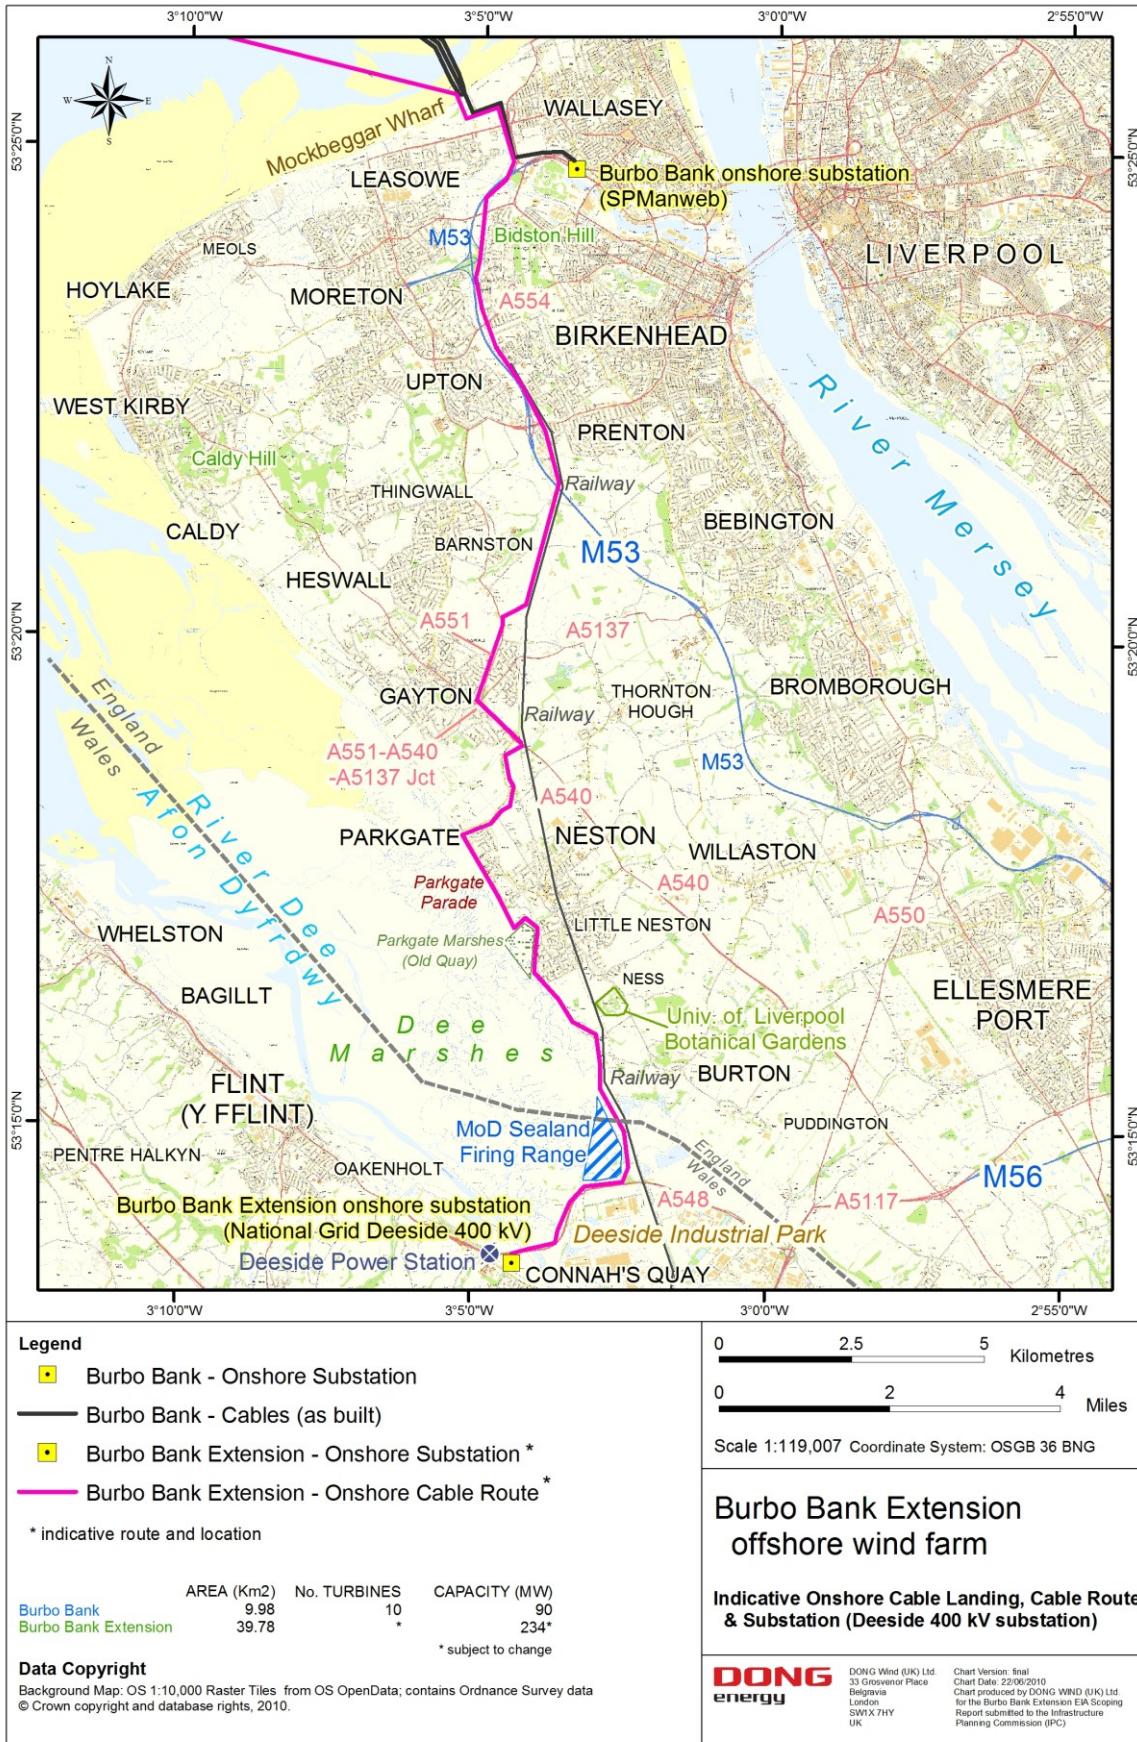 3°10'0"W
3°5'0"W
3°0'0"W
2°55'0"W
53°25'0"N
53°25'0"N
53°20'0"N
53°20'0"N
53°15'0"N
53°15'0"N
N
W
E
S
Mockbeggar Wharf
WALLASEY
LEASOWE
Burbo Bank onshore substation
(SPManweb)
MEOLS
M53
Bidston Hill
LIVERPOOL
HOYLAKE
MORETON
A554
BIRKENHEAD
UPTON
River Mersey
WEST KIRBY
PRENTON
Caldy Hill
THINGWALL
Railway
CALDY
BARNSTON
M53
BEBINGTON
HESWALL
A551
A5137
England
Wales
GAYTON
THORNTON
HOUGH
BROMBOROUGH
Railway
A551-A540
-A5137 Jct
M53
River Dee
Afon Dyfrdwy
A540
PARKGATE
NESTON
WILLASTON
Parkgate
Parade
A540
A550
WHELSTON
LITTLE NESTON
Parkgate Marshes
(Old Quay)
NESS
BAGILLT
ELLESMERE
PORT
Univ. of. Liverpool
Botanical Gardens
Dee
Marshes
FLINT
(Y FFLINT)
Railway
BURTON
MoD Sealand
Firing Range
PUDDINGTON
England
Wales
PENTRE HALKYN
OAKENHOLT
M56
Burbo Bank Extension onshore substation
(National Grid Deeside 400 kV)
A548
A5117
Deeside Industrial Park
Deeside Power Station
CONNAH'S QUAY
3°10'0"W
3°5'0"W
3°0'0"W
2°55'0"W
Legend
Burbo Bank - Onshore Substation
Burbo Bank - Cables (as built)
Burbo Bank Extension - Onshore Substation *
Burbo Bank Extension - Onshore Cable Route *
* indicative route and location
AREA (Km2) No. TURBINES CAPACITY (MW)
Burbo Bank 9.98 10 90
Burbo Bank Extension 39.78 * 234*
* subject to change
Data Copyright
Background Map: OS 1:10,000 Raster Tiles from OS OpenData; contains Ordnance Survey data
© Crown copyright and database rights, 2010.
0 2.5 5
Kilometres
0 2 4
Miles
Scale 1:119,007 Coordinate System: OSGB 36 BNG
Burbo Bank Extension
offshore wind farm
Indicative Onshore Cable Landing, Cable Route
& Substation (Deeside 400 kV substation)
DONG
energy
DONG Wind (UK) Ltd.
33 Grosvenor Place
Belgravia
London
SW1X 7HY
UK
Chart Version: final
Chart Date: 22/06/2010
Chart produced by DONG WIND (UK) Ltd.
for the Burbo Bank Extension EIA Scoping
Report submitted to the Infrastructure
Planning Commission (IPC)